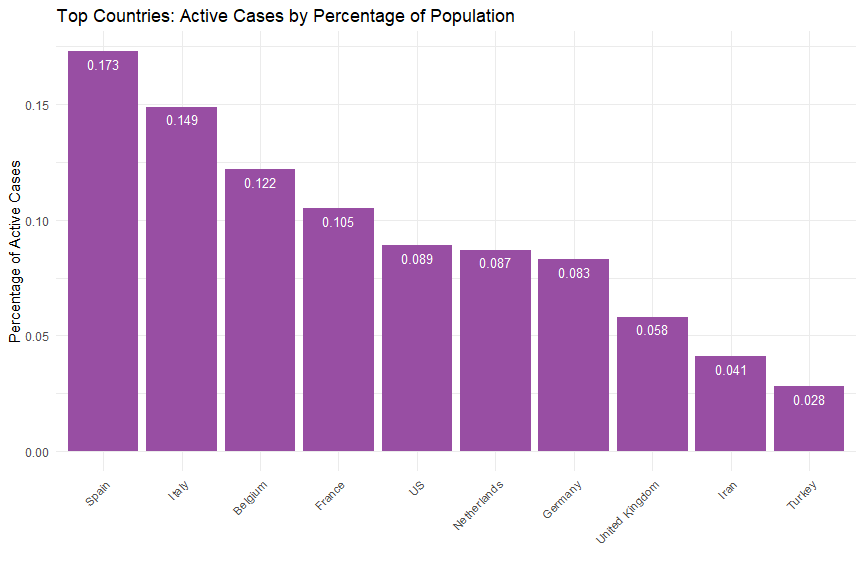 Top Countries: Active Cases by Percentage of Population
Percentage of Active Cases
0.15
0.10
0.05
0.00
0.173
0.149
0.122
0.105
0.089
0.087
0.083
0.058
0.041
0.028
Spain
Italy
Belgium
France
US
Netherlands
Germany
United Kingdom
Iran
Turkey